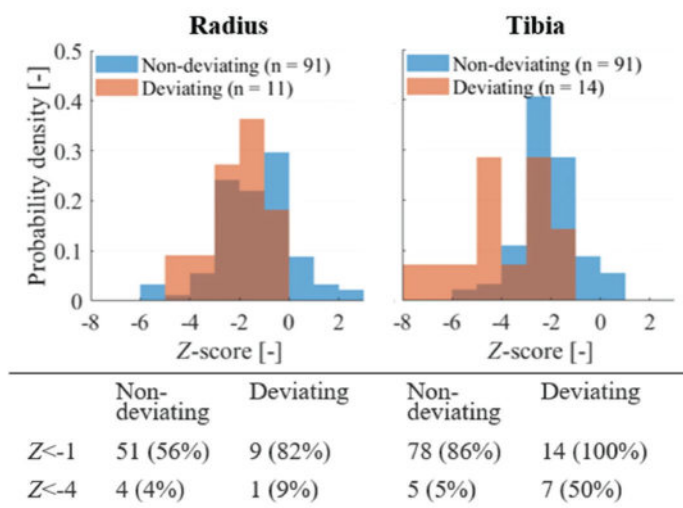 Radius
Tibia
Probability density [-]
0.5
0.4
0.3
0.2
0.1
0
Non-deviating (n = 91)
Deviating (n = 11)
-8 -6 -4 -2 0 2
Z-score [-]
Non-deviating (n = 91)
Deviating (n = 14)
-8 -6 -4 -2 0 2
Z-score [-]
Non-
deviating Deviating Non-
deviating Deviating
Z<-1 51 (56%) 9 (82%) 78 (86%) 14 (100%)
Z<-4 4 (4%) 1 (9%) 5 (5%) 7 (50%)